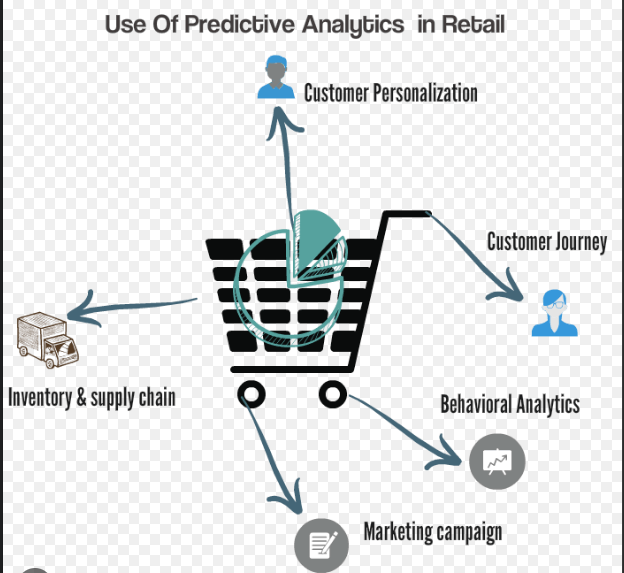 Use Of Predictive Analytics in Retail
Customer Personalization
Customer Journey
Inventory & supply chain
Behavioral Analytics
Marketing campaign